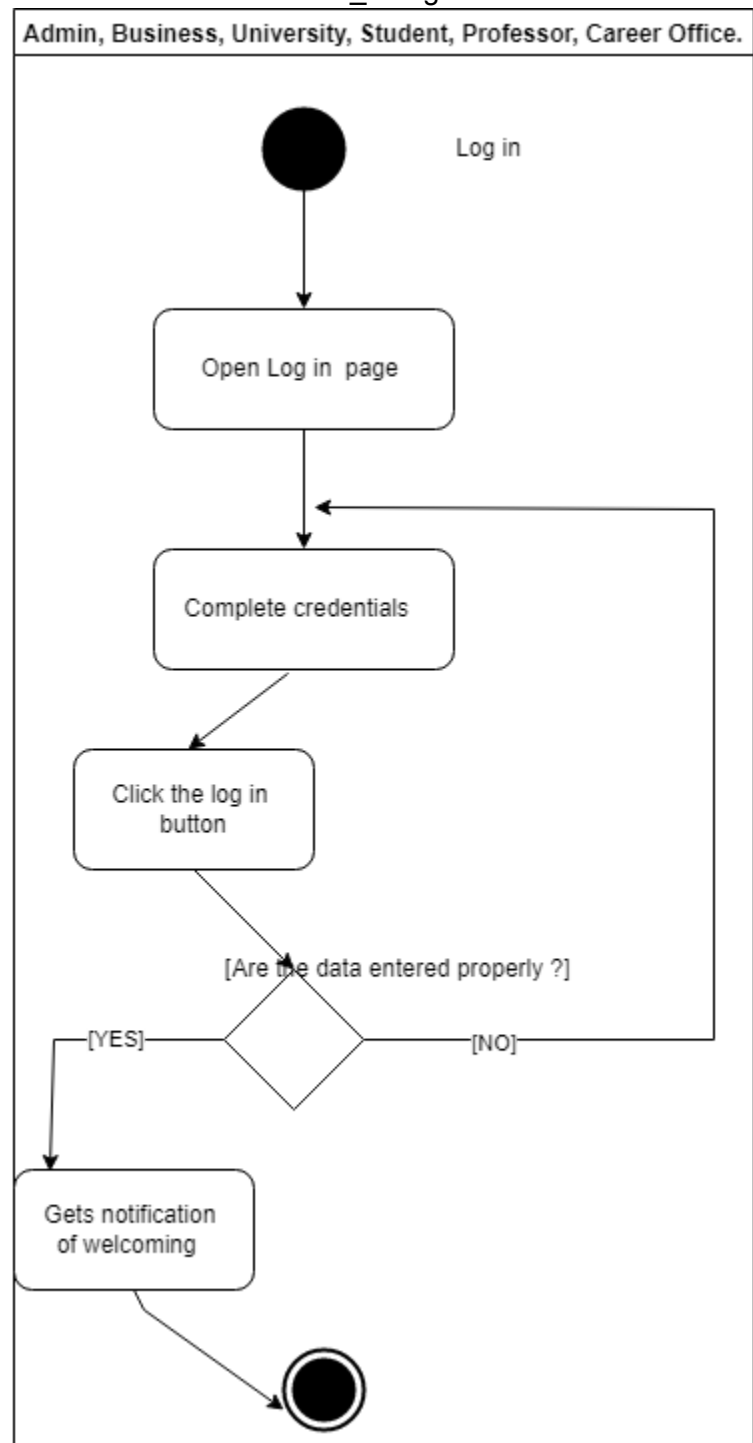 Admin, Business, University, Student, Professor, Career Office.
Log in
Open Log in  page
Complete credentials
Click the log in
button
[Are the data entered properly ?]
[YES]
[NO]
Gets notification
of welcoming